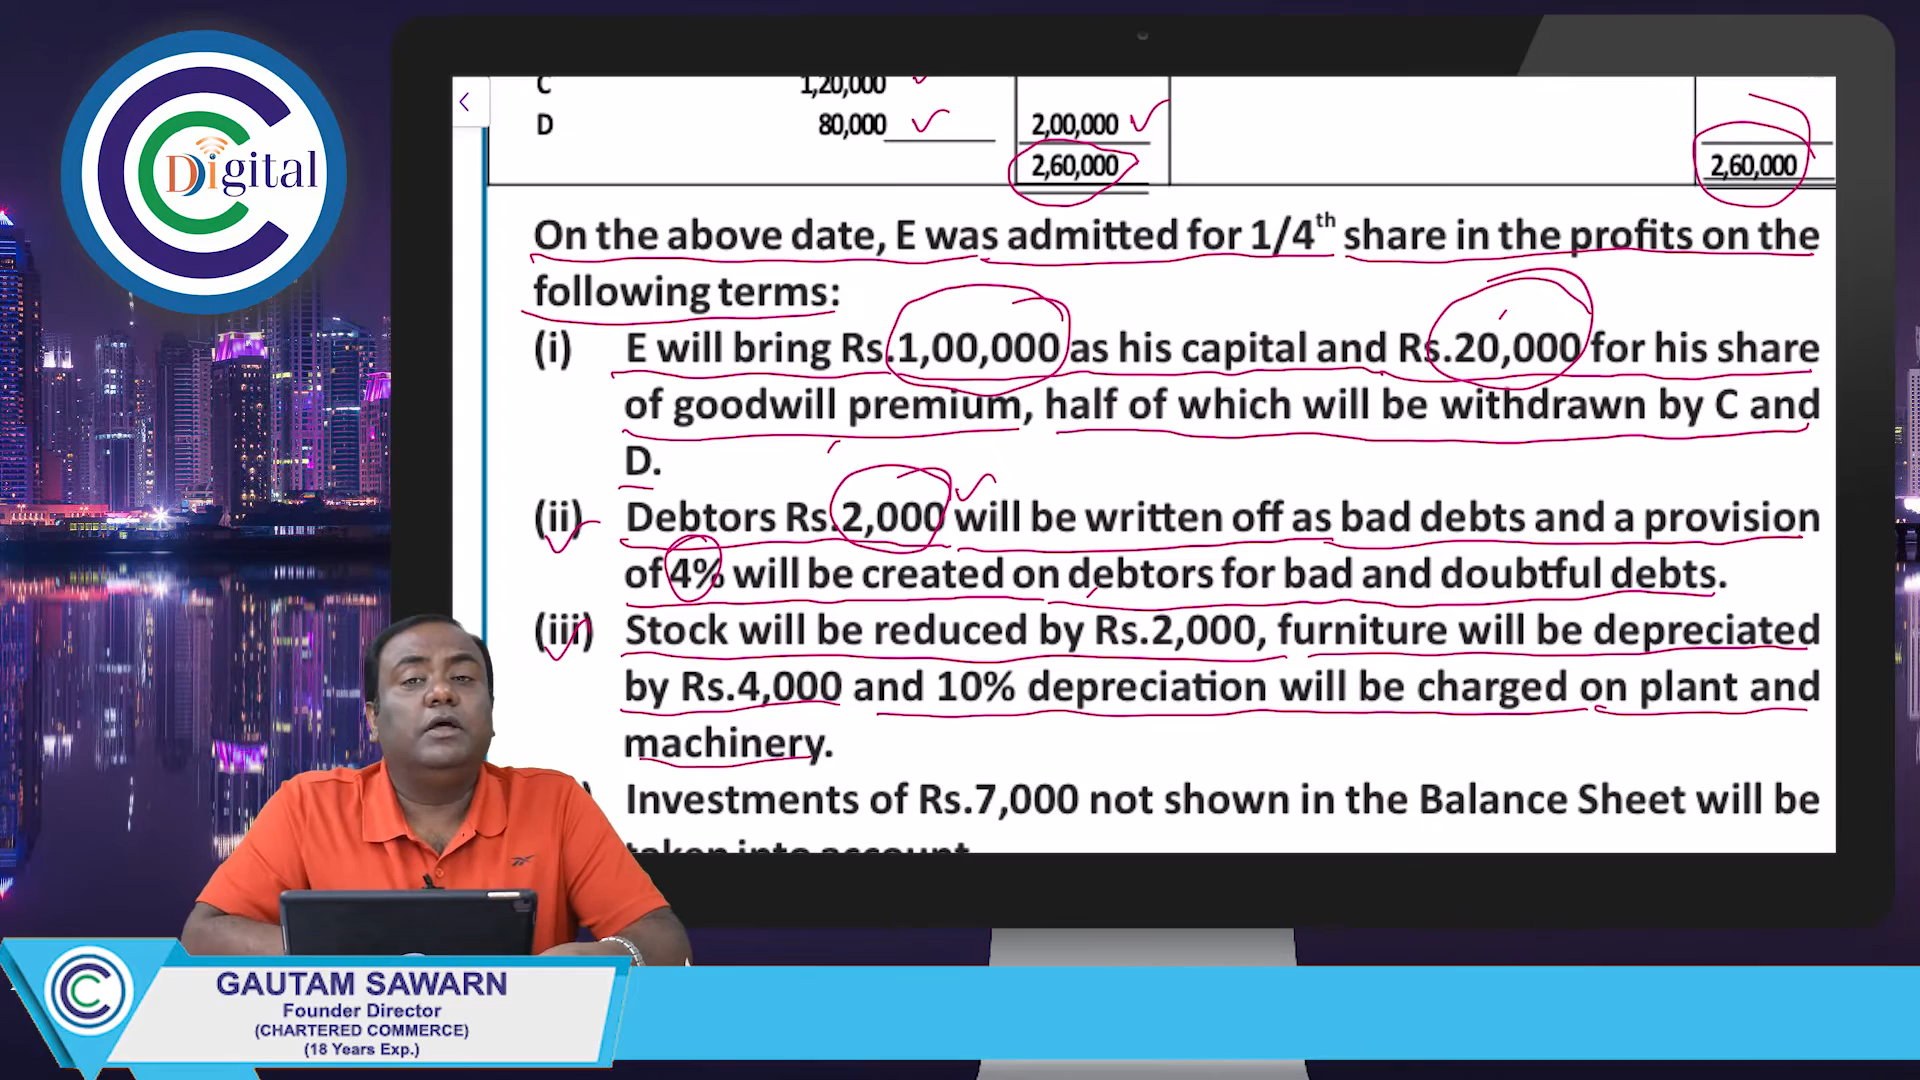 Digital
C 1,20,000
D 80,000 2,00,000
2,60,000 2,60,000
On the above date, E was admitted for 1/4th share in the profits on the
following terms:
(i) E will bring Rs.1,00,000 as his capital and Rs.20,000 for his share
of goodwill premium, half of which will be withdrawn by C and
D.
(ii) Debtors Rs.2,000 will be written off as bad debts and a provision
of 4% will be created on debtors for bad and doubtful debts.
(iii) Stock will be reduced by Rs.2,000, furniture will be depreciated
by Rs.4,000 and 10% depreciation will be charged on plant and
machinery.
Investments of Rs.7,000 not shown in the Balance Sheet will be
taken into account.
GAUTAM SAWARN
Founder Director
(CHARTERED COMMERCE)
(18 Years Exp.)